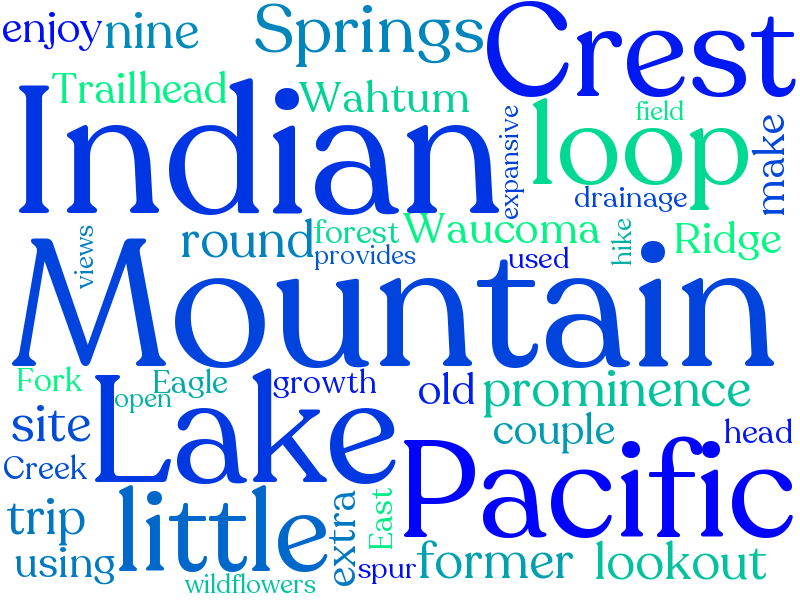 enjoy nine Springs Crest
Trailhead Wahtum field
Indian expansive loop make
drainage
views round forest Waucoma hike Ridge
provides used
Mountain
Fork Eagle growth old prominence
open
site Lake couple head
Creek Pacific
trip little extra East
using former lookout
wildflowers spur